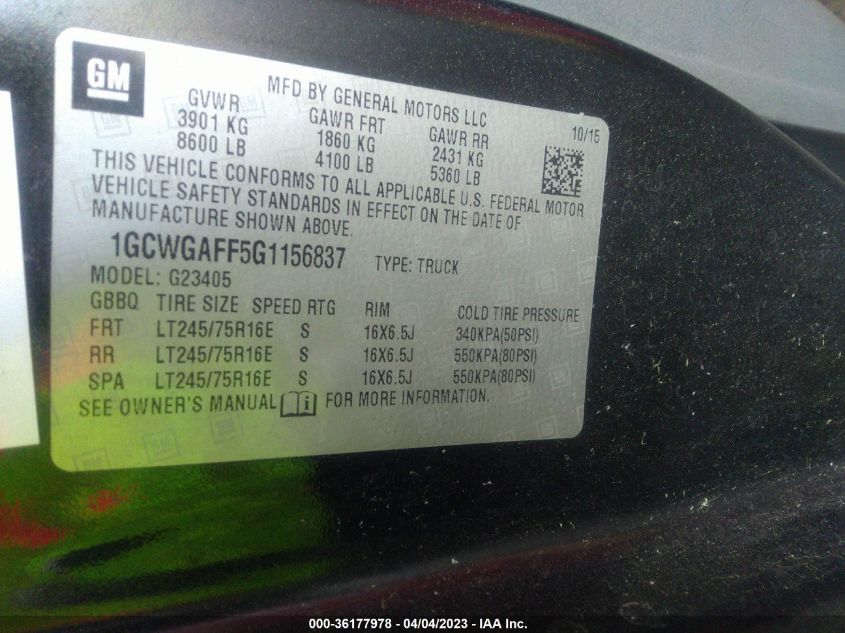 GM
MFD BY GENERAL MOTORS LLC
GVWR GAWR FRT GAWR RR 10/15
3901 KG 1860 KG 2431 KG
8600 LB 4100 LB 5360 LB
THIS VEHICLE CONFORMS TO ALL APPLICABLE U.S. FEDERAL MOTOR
VEHICLE SAFETY STANDARDS IN EFFECT ON THE DATE OF
MANUFACTURE SHOWN ABOVE.
1GCWGAFF5G1156837 TYPE: TRUCK
MODEL: G23405
GBBQ TIRE SIZE SPEED RTG RIM COLD TIRE PRESSURE
FRT LT245/75R16E S 16X6.5J 340KPA(50PSI)
RR LT245/75R16E S 16X6.5J 550KPA(80PSI)
SPA LT245/75R16E S 16X6.5J 550KPA(80PSI)
SEE OWNER'S MANUAL i FOR MORE INFORMATION.
000-36177978 - 04/04/2023 - IAA Inc.